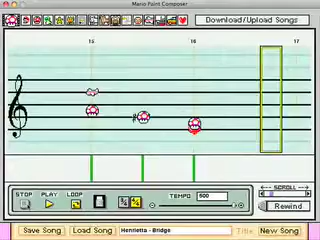 Mario Paint Composer
Download/Upload Songs
15 16 17
STOP PLAY LOOP TEMPO 500 SCROLL
Rewind
Save Song Load Song Henrietta - Bridge Title New Song